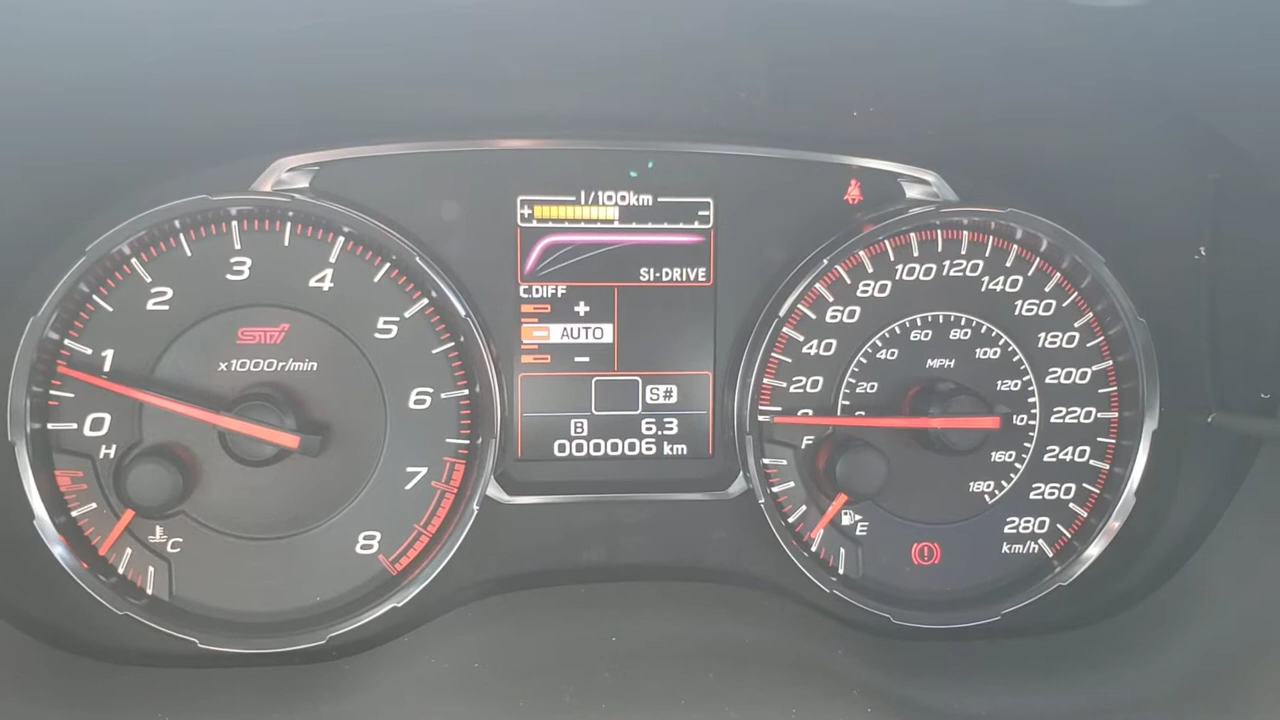 0
1
2
3
4
5
6
7
8
STI
x1000r/min
H
C
l/100km
+
−
SI-DRIVE
C.DIFF
+
AUTO
−
S#
B 6.3
000006 km
0
20
40
60
80
100
120
140
160
180
200
220
240
260
280
km/h
MPH
20
40
60
80
100
120
160
180
F
E